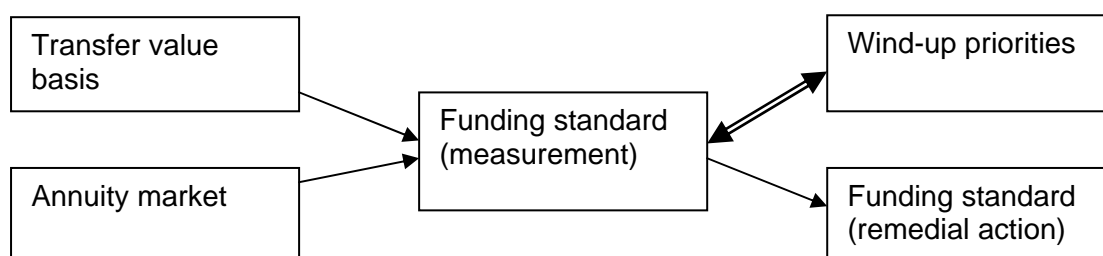 Transfer value
basis
Annuity market
Funding standard
(measurement)
Wind-up priorities
Funding standard
(remedial action)